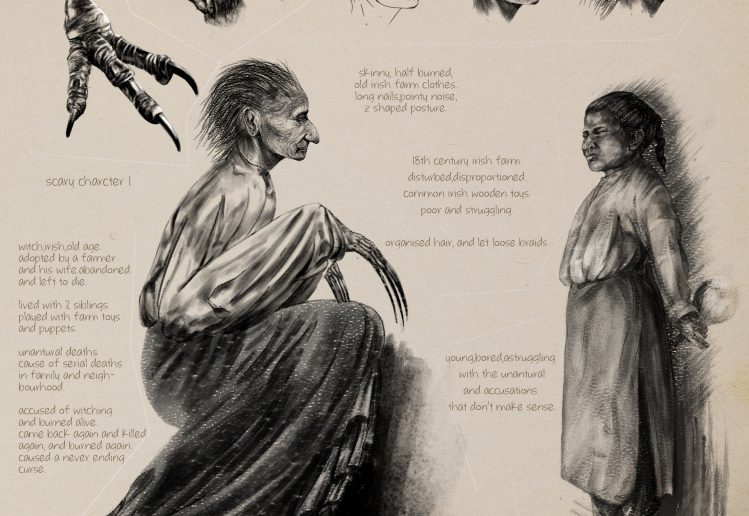 skinny, half burned,
old irish farm clothes.
long nails,pointy noise,
z shaped posture.
18th century irish farm.
disturbed,disproportioned.
common irish wooden toys.
poor and struggling.
organised hair, and let loose braids.
scary charcter 1
witch,irish,old age.
adopted by a farmer
and his wife.abandoned
and left to die.
lived with 2 siblings.
played with farm toys
and puppets.
unantural deaths.
cause of serial deaths
in family and neigh-
bourhood.
accused of witching
and burned alive.
came back again and killed
again, and burned again.
caused a never ending
curse.
young,bored,astruggling
with the unantural
and accusations
that don't make sense.